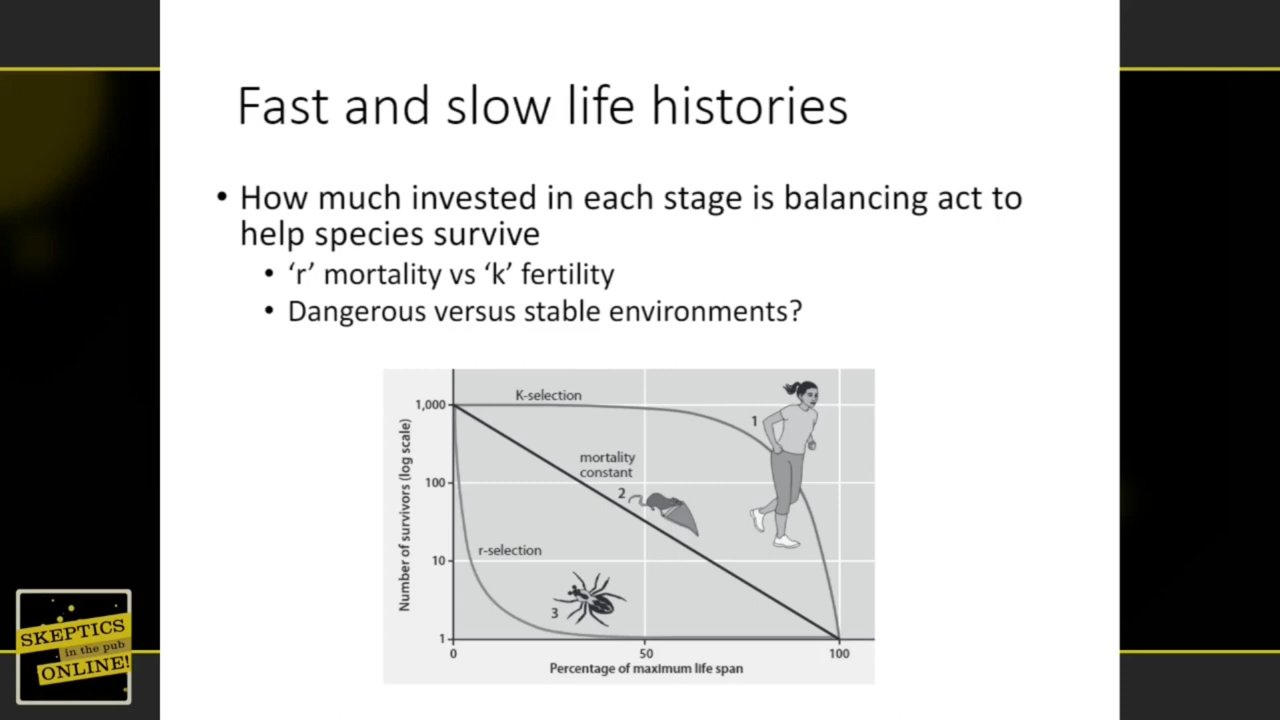 Fast and slow life histories
• How much invested in each stage is balancing act to
help species survive
• ‘r’ mortality vs ‘k’ fertility
• Dangerous versus stable environments?
K-selection
1,000
1
mortality
constant
100
2
r-selection
10
3
1
0
50
100
Number of survivors (log scale)
Percentage of maximum life span
SKEPTICS
in the pub
ONLINE!